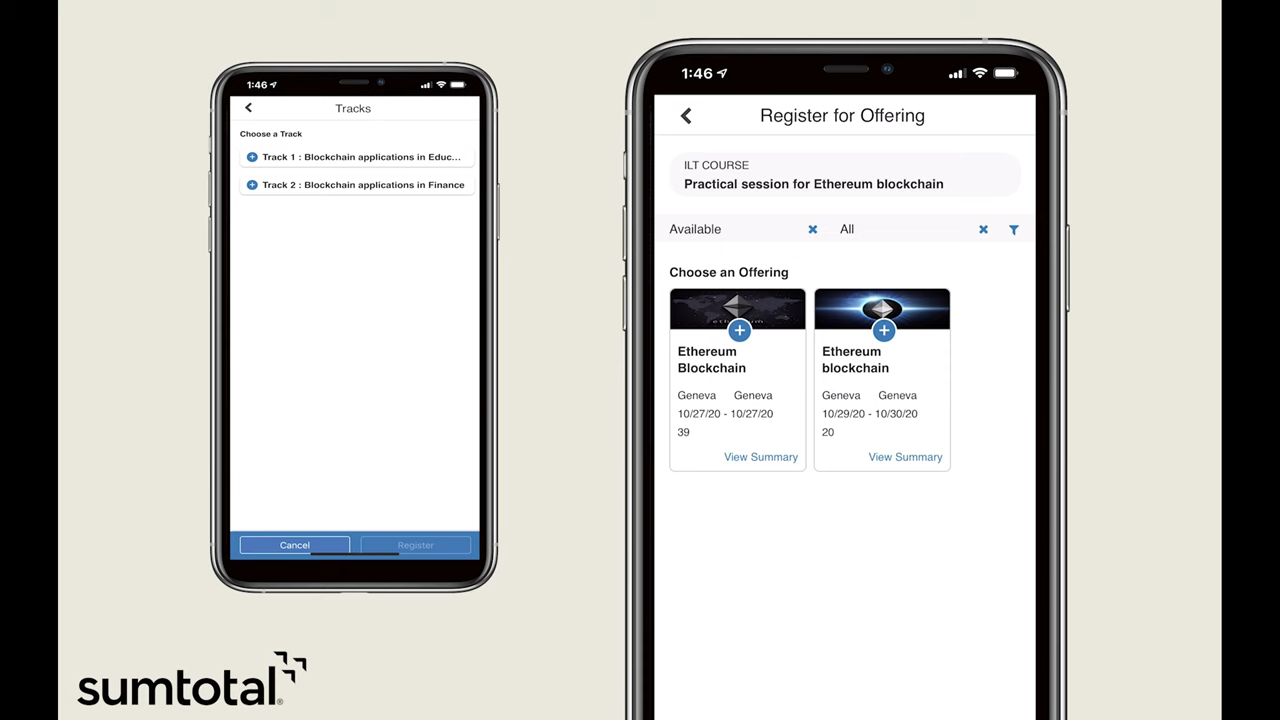 1:46
Tracks
Choose a Track
Track 1 : Blockchain applications in Educ...
Track 2 : Blockchain applications in Finance
Cancel
Register
1:46
Register for Offering
ILT COURSE
Practical session for Ethereum blockchain
Available
All
Choose an Offering
ethereum
Ethereum
Blockchain
Geneva Geneva
10/27/20 - 10/27/20
39
View Summary
Ethereum
blockchain
Geneva Geneva
10/29/20 - 10/30/20
20
View Summary
sumtotal®